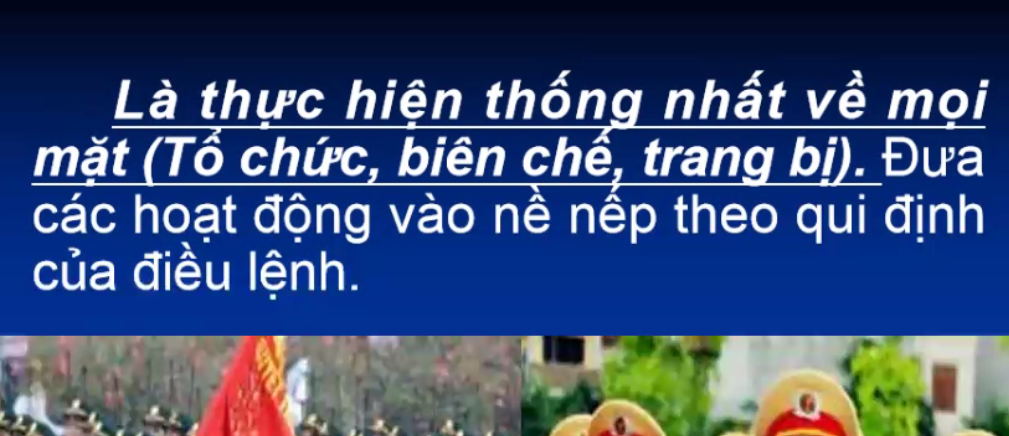 Là thực hiện thống nhất về mọi
mặt (Tổ chức, biên chế, trang bị). Đưa
các hoạt động vào nề nếp theo qui định
của điều lệnh.